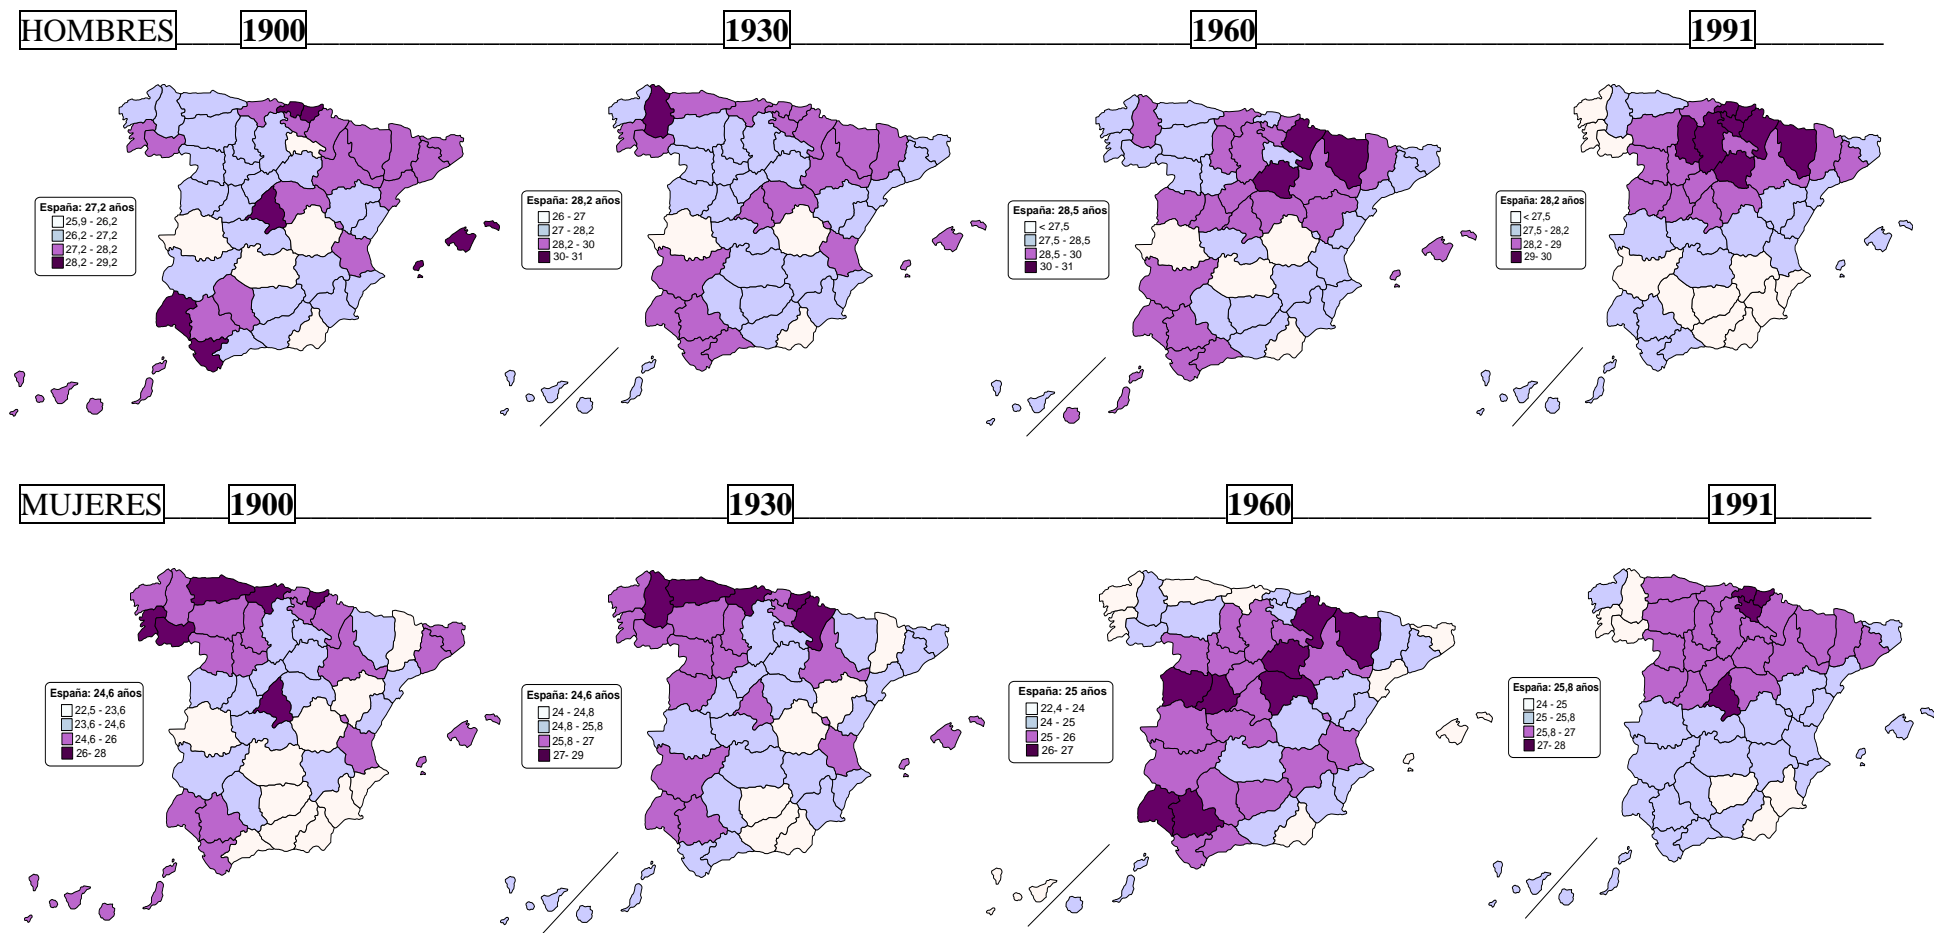 HOMBRES 1900 1930 1960 1991
España: 27,2 años
25,9 - 26,2
26,2 - 27,2
27,2 - 28,2
28,2 - 29,2
España: 28,2 años
26 - 27
27 - 28,2
28,2 - 30
30- 31
España: 28,5 años
< 27,5
27,5 - 28,5
28,5 - 30
30 - 31
España: 28,2 años
< 27,5
27,5 - 28,2
28,2 - 29
29- 30
MUJERES 1900 1930 1960 1991
España: 24,6 años
22,5 - 23,6
23,6 - 24,6
24,6 - 26
26- 28
España: 24,6 años
24 - 24,8
24,8 - 25,8
25,8 - 27
27- 29
España: 25 años
22,4 - 24
24 - 25
25 - 26
26- 27
España: 25,8 años
24 - 25
25 - 25,8
25,8 - 27
27- 28